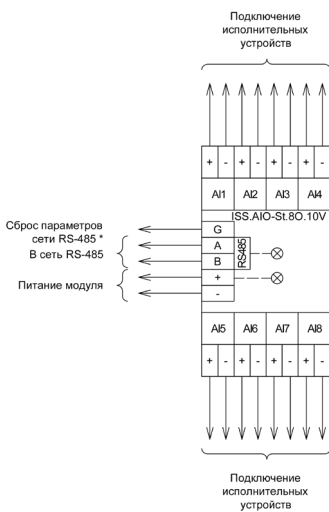 Подключение
исполнительных
устройств
+ - + - + - + -
AI1 AI2 AI3 AI4
ISS.AIO-St.8O.10V
Сброс параметров
сети RS-485 *
В сеть RS-485
Питание модуля
G
A
B
+
-
RS485
AI5 AI6 AI7 AI8
+ - + - + - + -
Подключение
исполнительных
устройств